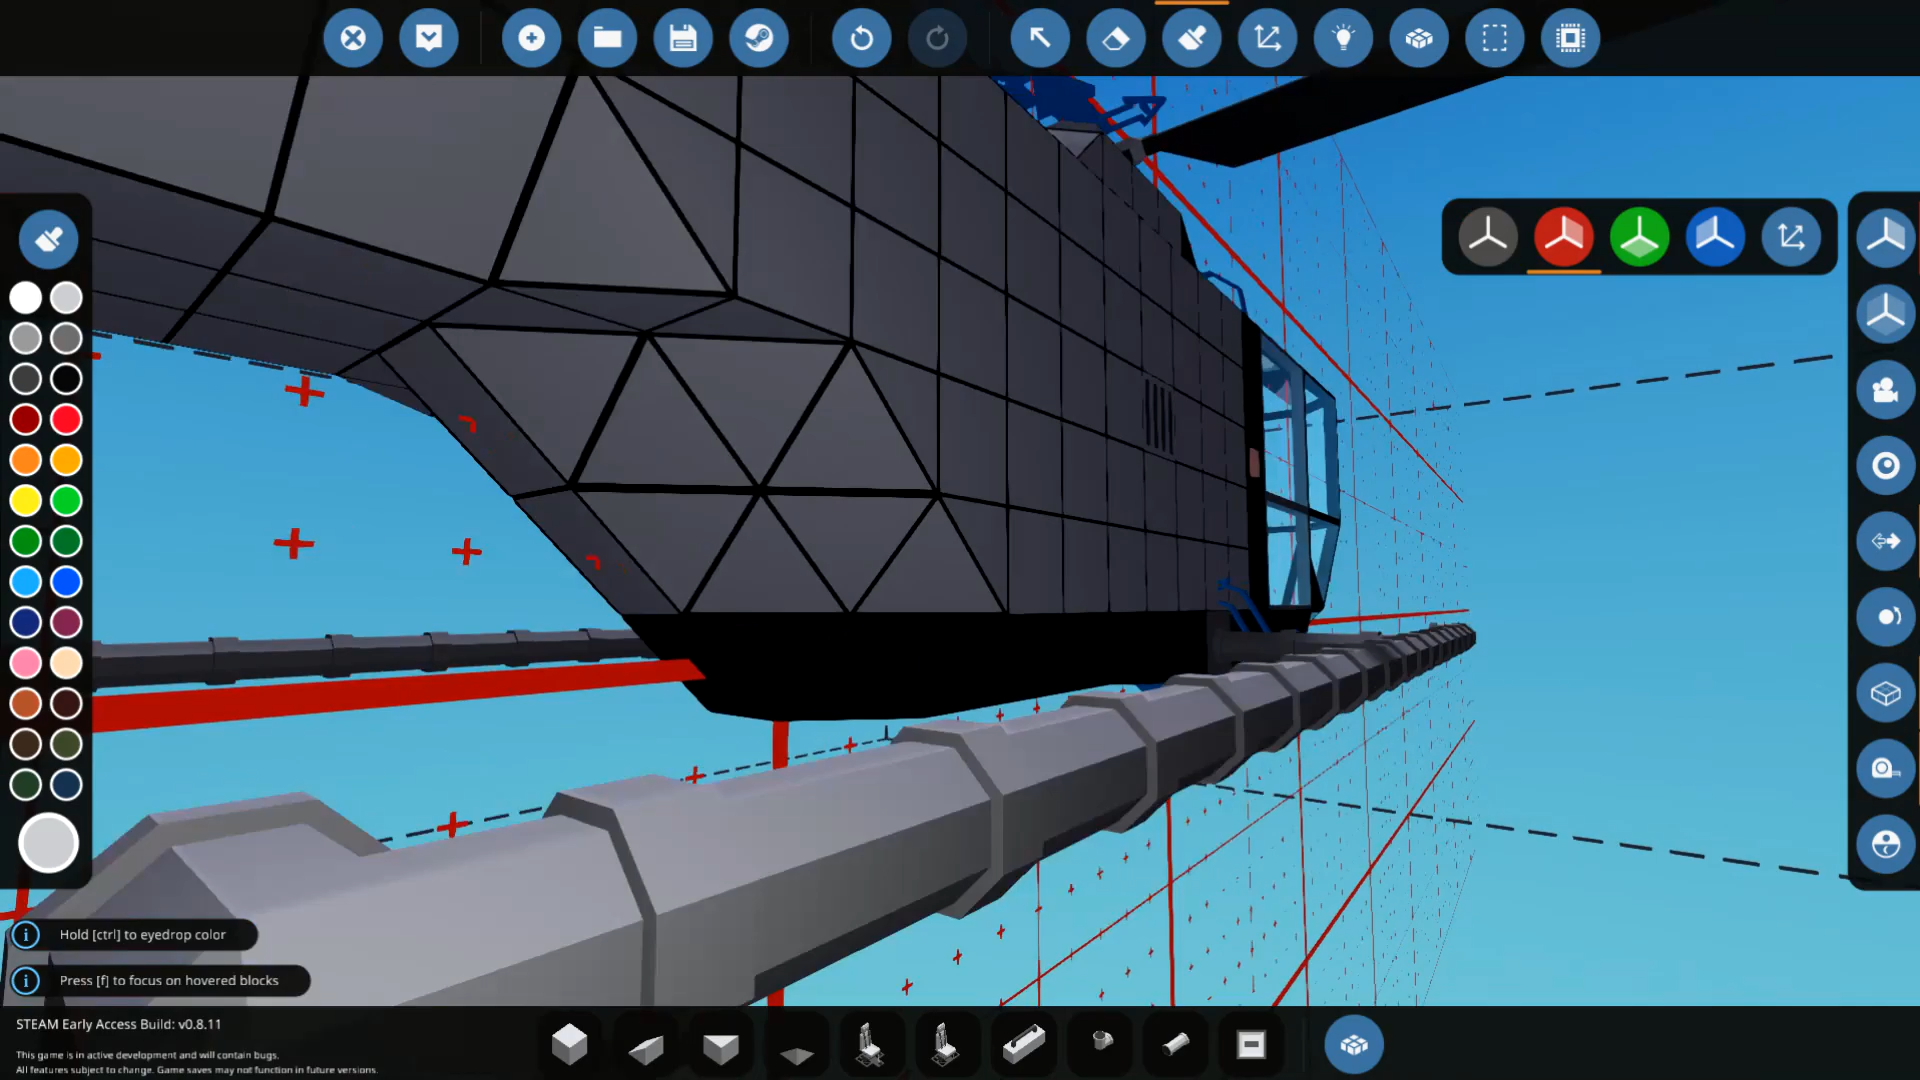 Hold [ctrl] to eyedrop color
Press [f] to focus on hovered blocks
STEAM Early Access Build: v0.8.11
This game is in active development and will contain bugs.
All features subject to change. Game saves may not function in future versions.